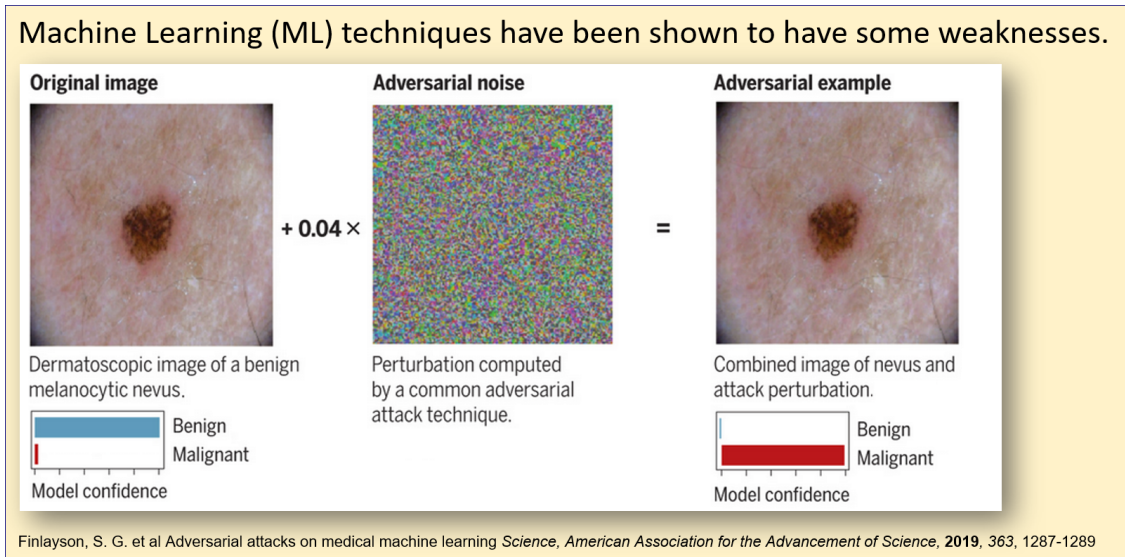 Machine Learning (ML) techniques have been shown to have some weaknesses.
Original image
Adversarial noise
Adversarial example
+ 0.04 ×
=
Dermatoscopic image of a benign
melanocytic nevus.
Perturbation computed
by a common adversarial
attack technique.
Combined image of nevus and
attack perturbation.
Benign
Malignant
Model confidence
Benign
Malignant
Model confidence
Finlayson, S. G. et al Adversarial attacks on medical machine learning Science, American Association for the Advancement of Science, 2019, 363, 1287-1289